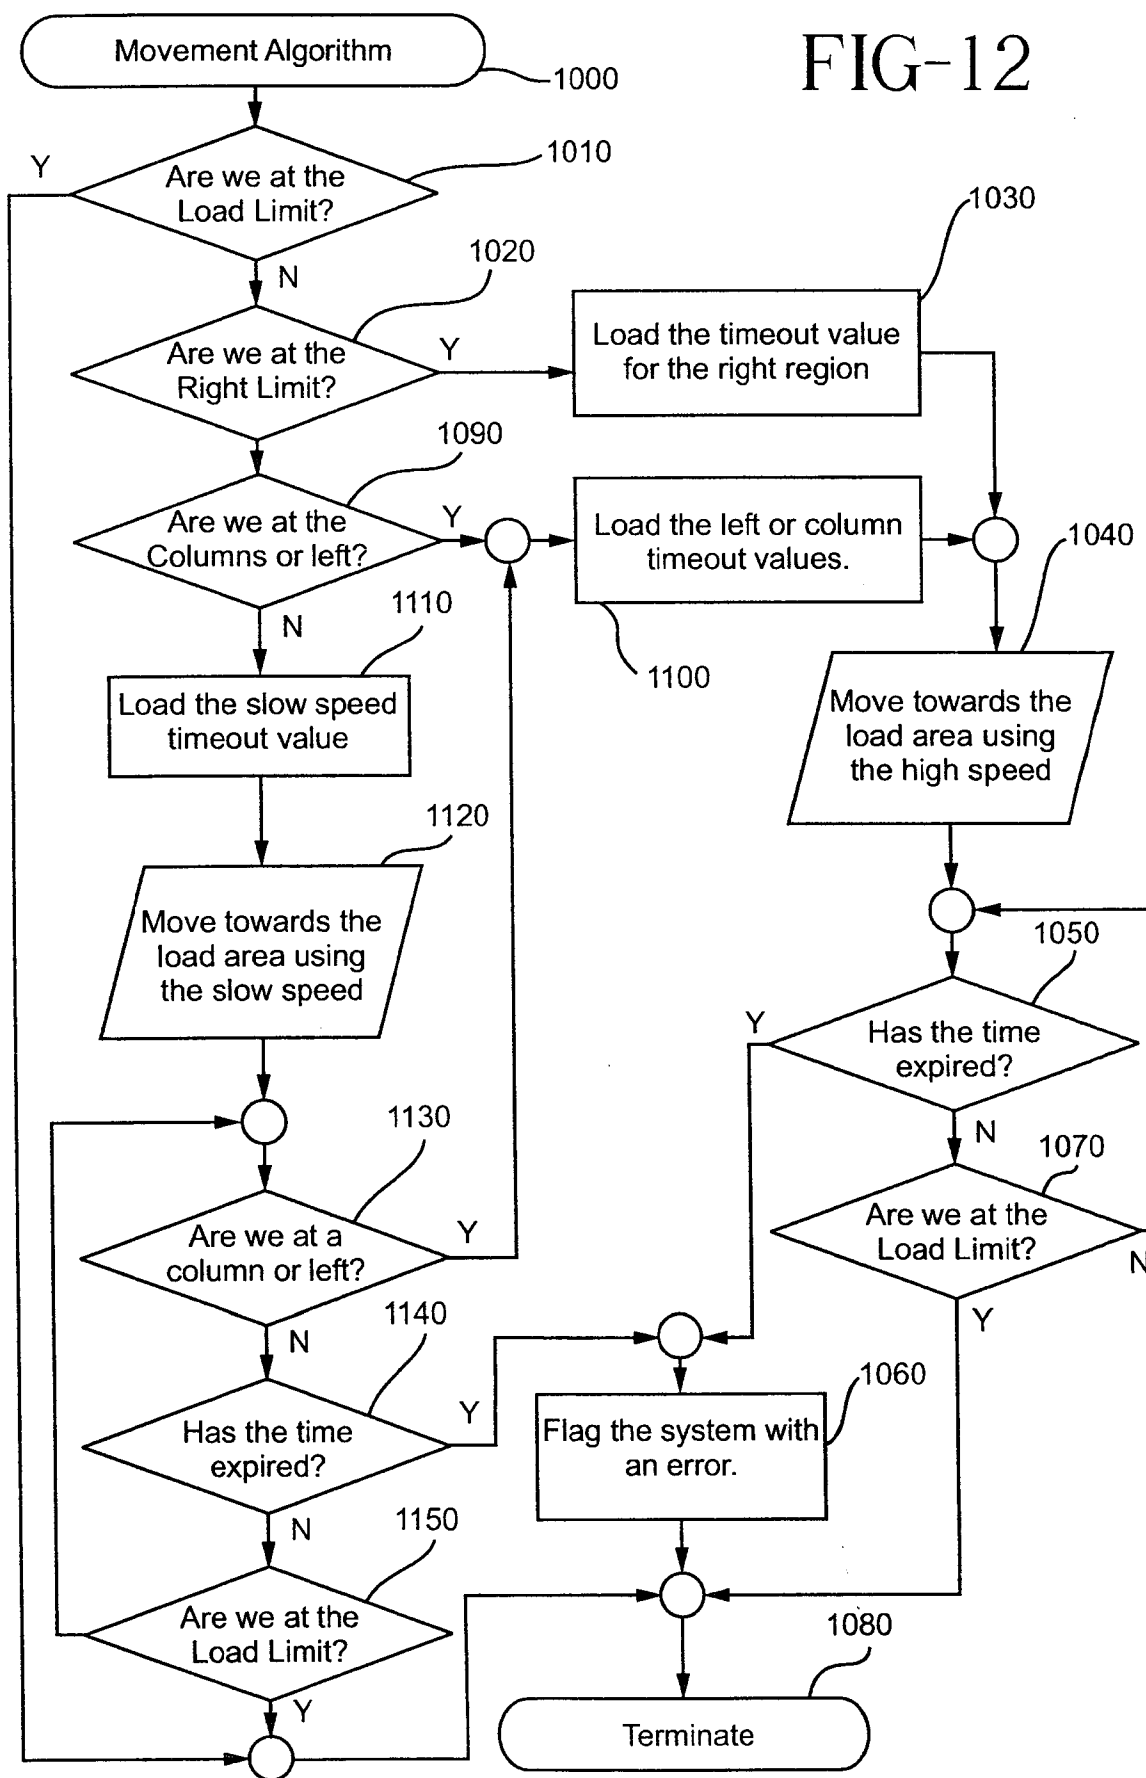 FIG-12
Movement Algorithm
1000
Y
Are we at the
Load Limit?
1010
N
1020
1030
Are we at the
Right Limit?
Y
Load the timeout value
for the right region
1090
Are we at the
Columns or left?
Y
Load the left or column
timeout values.
1040
N
1110
1100
Load the slow speed
timeout value
Move towards the
load area using
the high speed
1120
Move towards the
load area using
the slow speed
1050
Y
Has the time
expired?
N
1130
1070
Are we at a
column or left?
Y
Are we at the
Load Limit?
N
Y
N
1140
1060
Has the time
expired?
Y
Flag the system with
an error.
N
1150
Are we at the
Load Limit?
1080
Y
Terminate